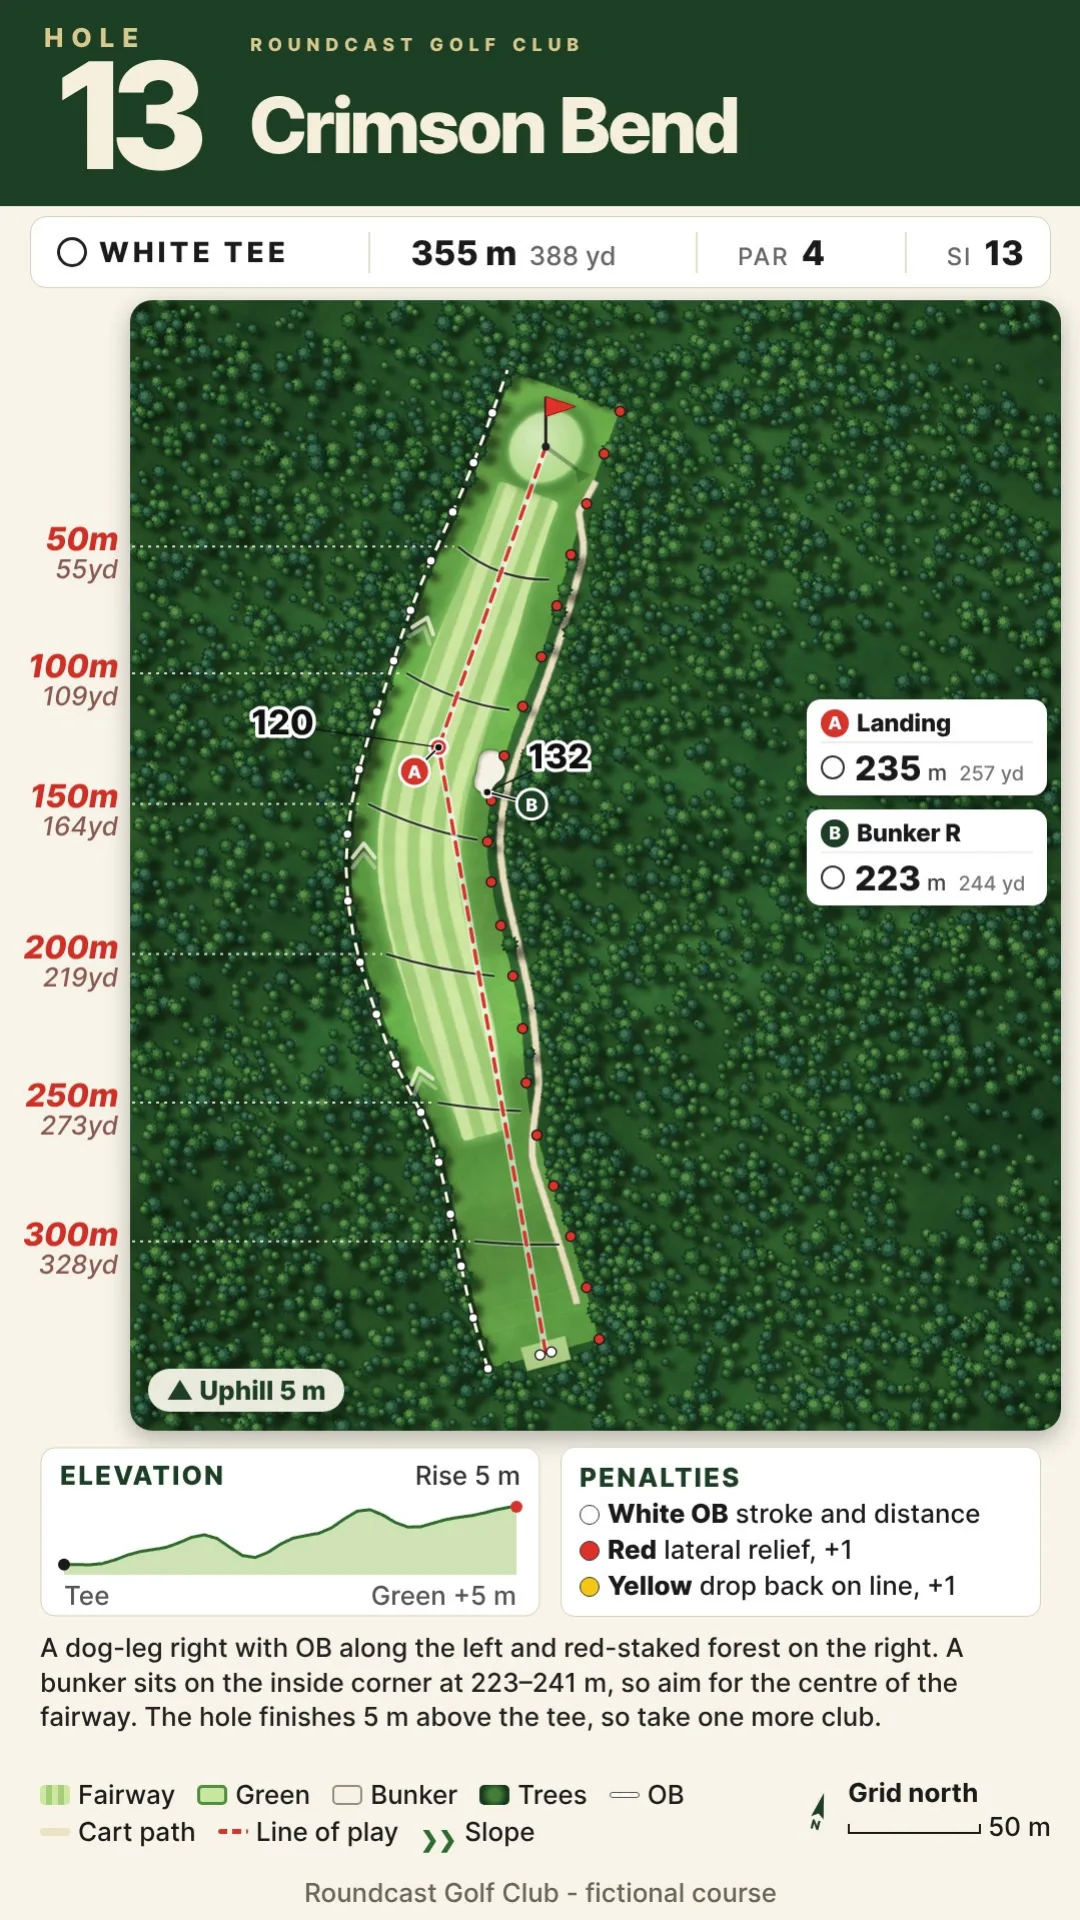 HOLE
13
ROUNDCAST GOLF CLUB
Crimson Bend
WHITE TEE
355 m 388 yd
PAR 4
SI 13
50m
55yd
100m
109yd
120
132
A
B
A Landing
235 m 257 yd
B Bunker R
223 m 244 yd
150m
164yd
200m
219yd
250m
273yd
300m
328yd
▲ Uphill 5 m
ELEVATION
Rise 5 m
Tee
Green +5 m
PENALTIES
White OB stroke and distance
Red lateral relief, +1
Yellow drop back on line, +1
A dog-leg right with OB along the left and red-staked forest on the right. A
bunker sits on the inside corner at 223–241 m, so aim for the centre of the
fairway. The hole finishes 5 m above the tee, so take one more club.
Fairway Green Bunker Trees OB
Cart path Line of play Slope
N
Grid north
50 m
Roundcast Golf Club - fictional course